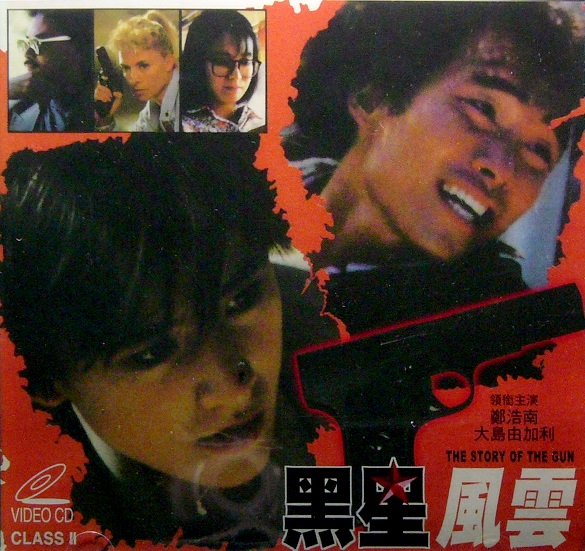 領銜主演
鄭浩南
大島由加利
THE STORY OF THE GUN
黑星風雲
VIDEO CD
CLASS II